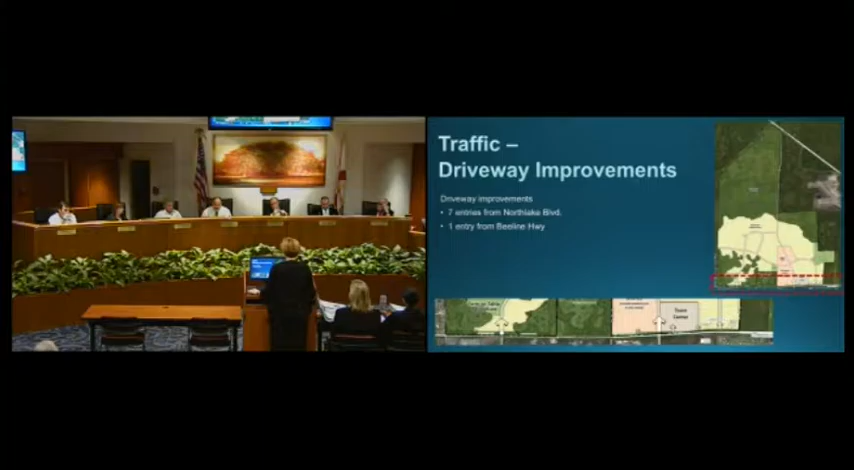 Traffic –
Driveway Improvements
Driveway improvements
• 7 entries from Northlake Blvd.
• 1 entry from Beeline Hwy
Town
Center